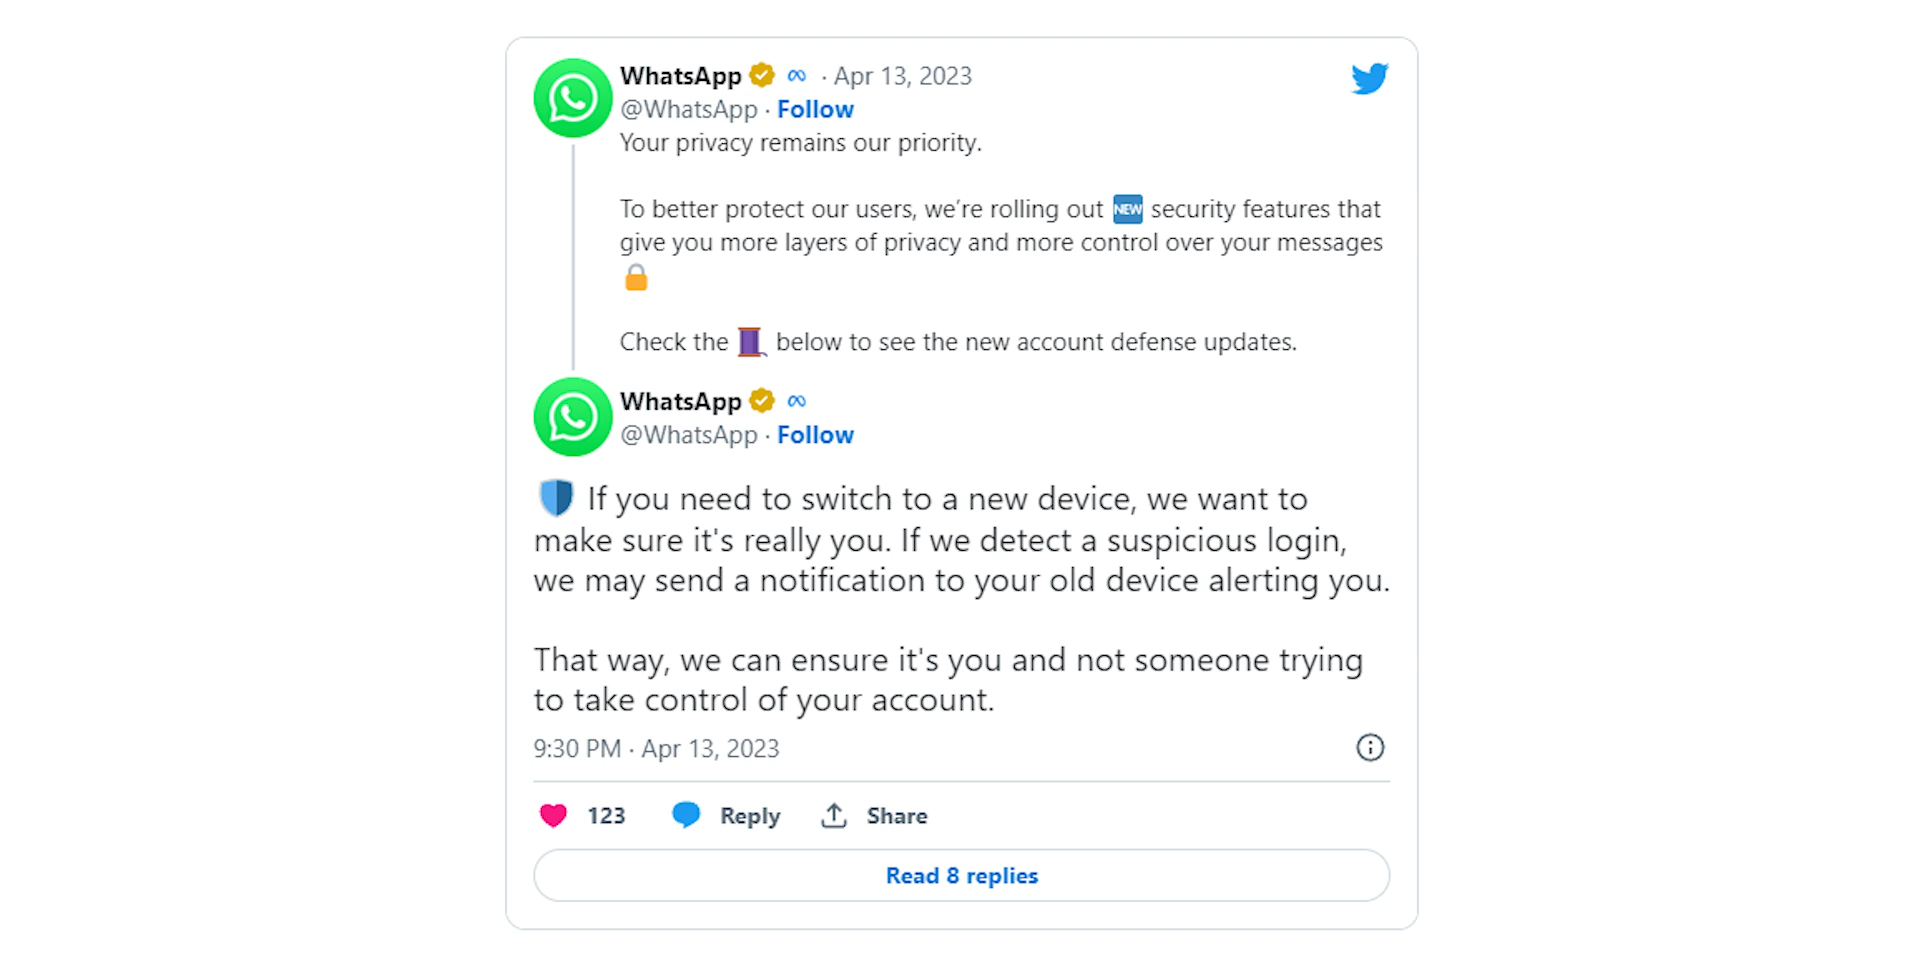 WhatsApp · Apr 13, 2023
@WhatsApp · Follow
Your privacy remains our priority.
To better protect our users, we’re rolling out 🆕 security features that
give you more layers of privacy and more control over your messages
🔒
Check the 🧵 below to see the new account defense updates.
WhatsApp
@WhatsApp · Follow
🛡️ If you need to switch to a new device, we want to
make sure it's really you. If we detect a suspicious login,
we may send a notification to your old device alerting you.
That way, we can ensure it's you and not someone trying
to take control of your account.
9:30 PM · Apr 13, 2023
123 Reply Share
Read 8 replies